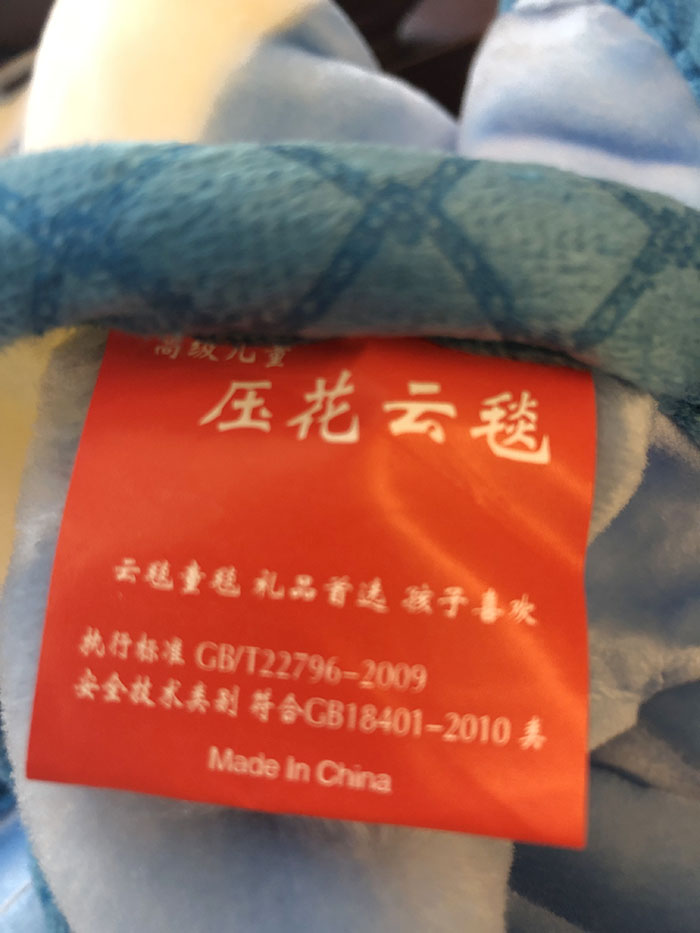 高级儿童
压花云毯
云毯童毯 礼品首选 孩子喜欢
执行标准 GB/T22796-2009
安全技术类别 符合GB18401-2010 类
Made In China